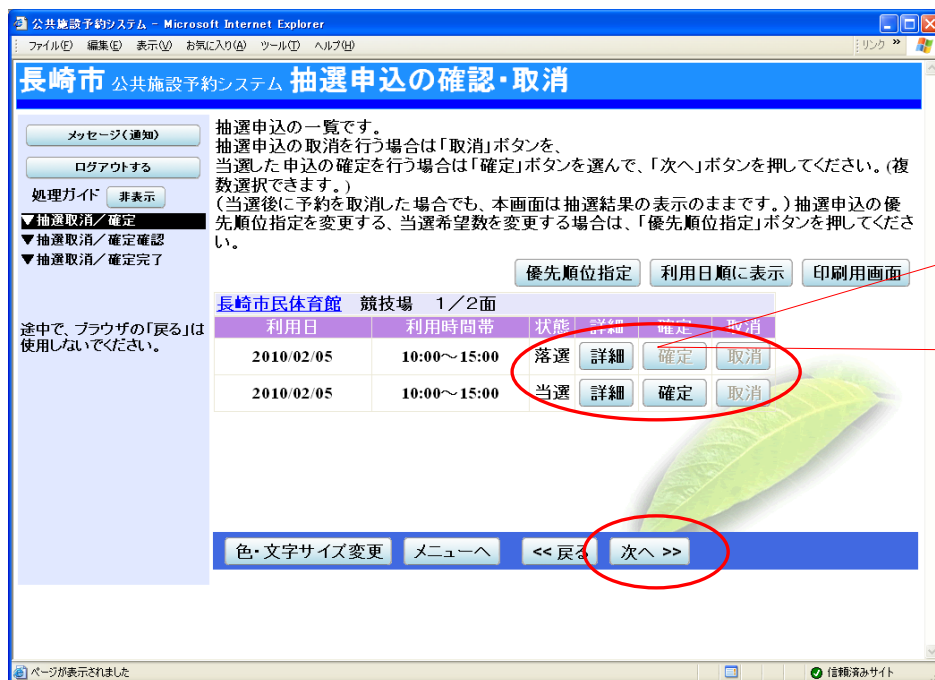 公共施設予約システム - Microsoft Internet Explorer
ファイル(F) 編集(E) 表示(V) お気に入り(A) ツール(T) ヘルプ(H)
リンク »
長崎市 公共施設予約システム 抽選申込の確認・取消
メッセージ(通知)
ログアウトする
処理ガイド 非表示
▼抽選取消/確定
▼抽選取消/確定確認
▼抽選取消/確定完了
途中で、ブラウザの「戻る」は
使用しないでください。
抽選申込の一覧です。
抽選申込の取消を行う場合は「取消」ボタンを、
当選した申込の確定を行う場合は「確定」ボタンを選んで、「次へ」ボタンを押してください。(複
数選択できます。)
(当選後に予約を取消した場合でも、本画面は抽選結果の表示のままです。)抽選申込の優
先順位指定を変更する、当選希望数を変更する場合は、「優先順位指定」ボタンを押してくださ
い。
優先順位指定 利用日順に表示 印刷用画面
長崎市民体育館 競技場 1/2面
利用日 利用時間帯 状態 詳細 確定 取消
2010/02/05 10:00~15:00 落選 詳細 確定 取消
2010/02/05 10:00~15:00 当選 詳細 確定 取消
色・文字サイズ変更 メニューへ << 戻る 次へ >>
ページが表示されました
信頼済みサイト